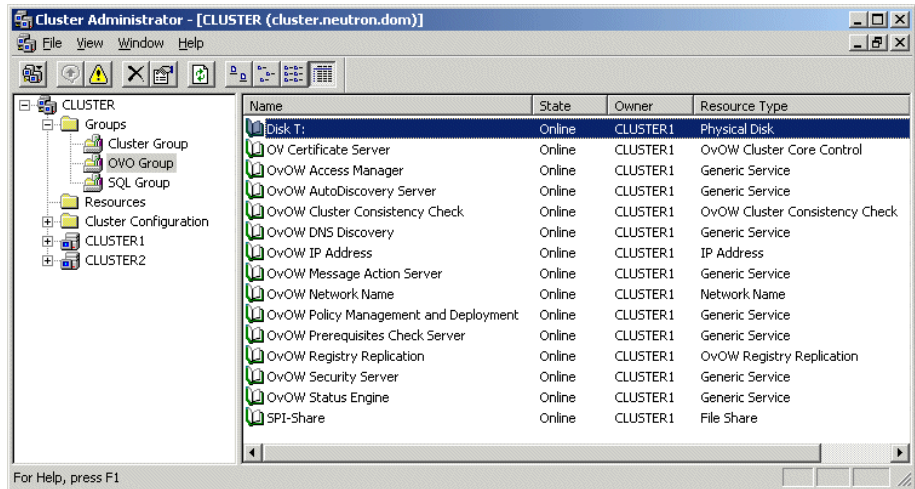 Cluster Administrator - [CLUSTER (cluster.neutron.dom)]
File View Window Help
CLUSTER
Groups
Cluster Group
OVO Group
SQL Group
Resources
Cluster Configuration
CLUSTER1
CLUSTER2
Name State Owner Resource Type
Disk T: Online CLUSTER1 Physical Disk
OV Certificate Server Online CLUSTER1 OvOW Cluster Core Control
OvOW Access Manager Online CLUSTER1 Generic Service
OvOW AutoDiscovery Server Online CLUSTER1 Generic Service
OvOW Cluster Consistency Check Online CLUSTER1 OvOW Cluster Consistency Check
OvOW DNS Discovery Online CLUSTER1 Generic Service
OvOW IP Address Online CLUSTER1 IP Address
OvOW Message Action Server Online CLUSTER1 Generic Service
OvOW Network Name Online CLUSTER1 Network Name
OvOW Policy Management and Deployment Online CLUSTER1 Generic Service
OvOW Prerequisites Check Server Online CLUSTER1 Generic Service
OvOW Registry Replication Online CLUSTER1 OvOW Registry Replication
OvOW Security Server Online CLUSTER1 Generic Service
OvOW Status Engine Online CLUSTER1 Generic Service
SPI-Share Online CLUSTER1 File Share
For Help, press F1